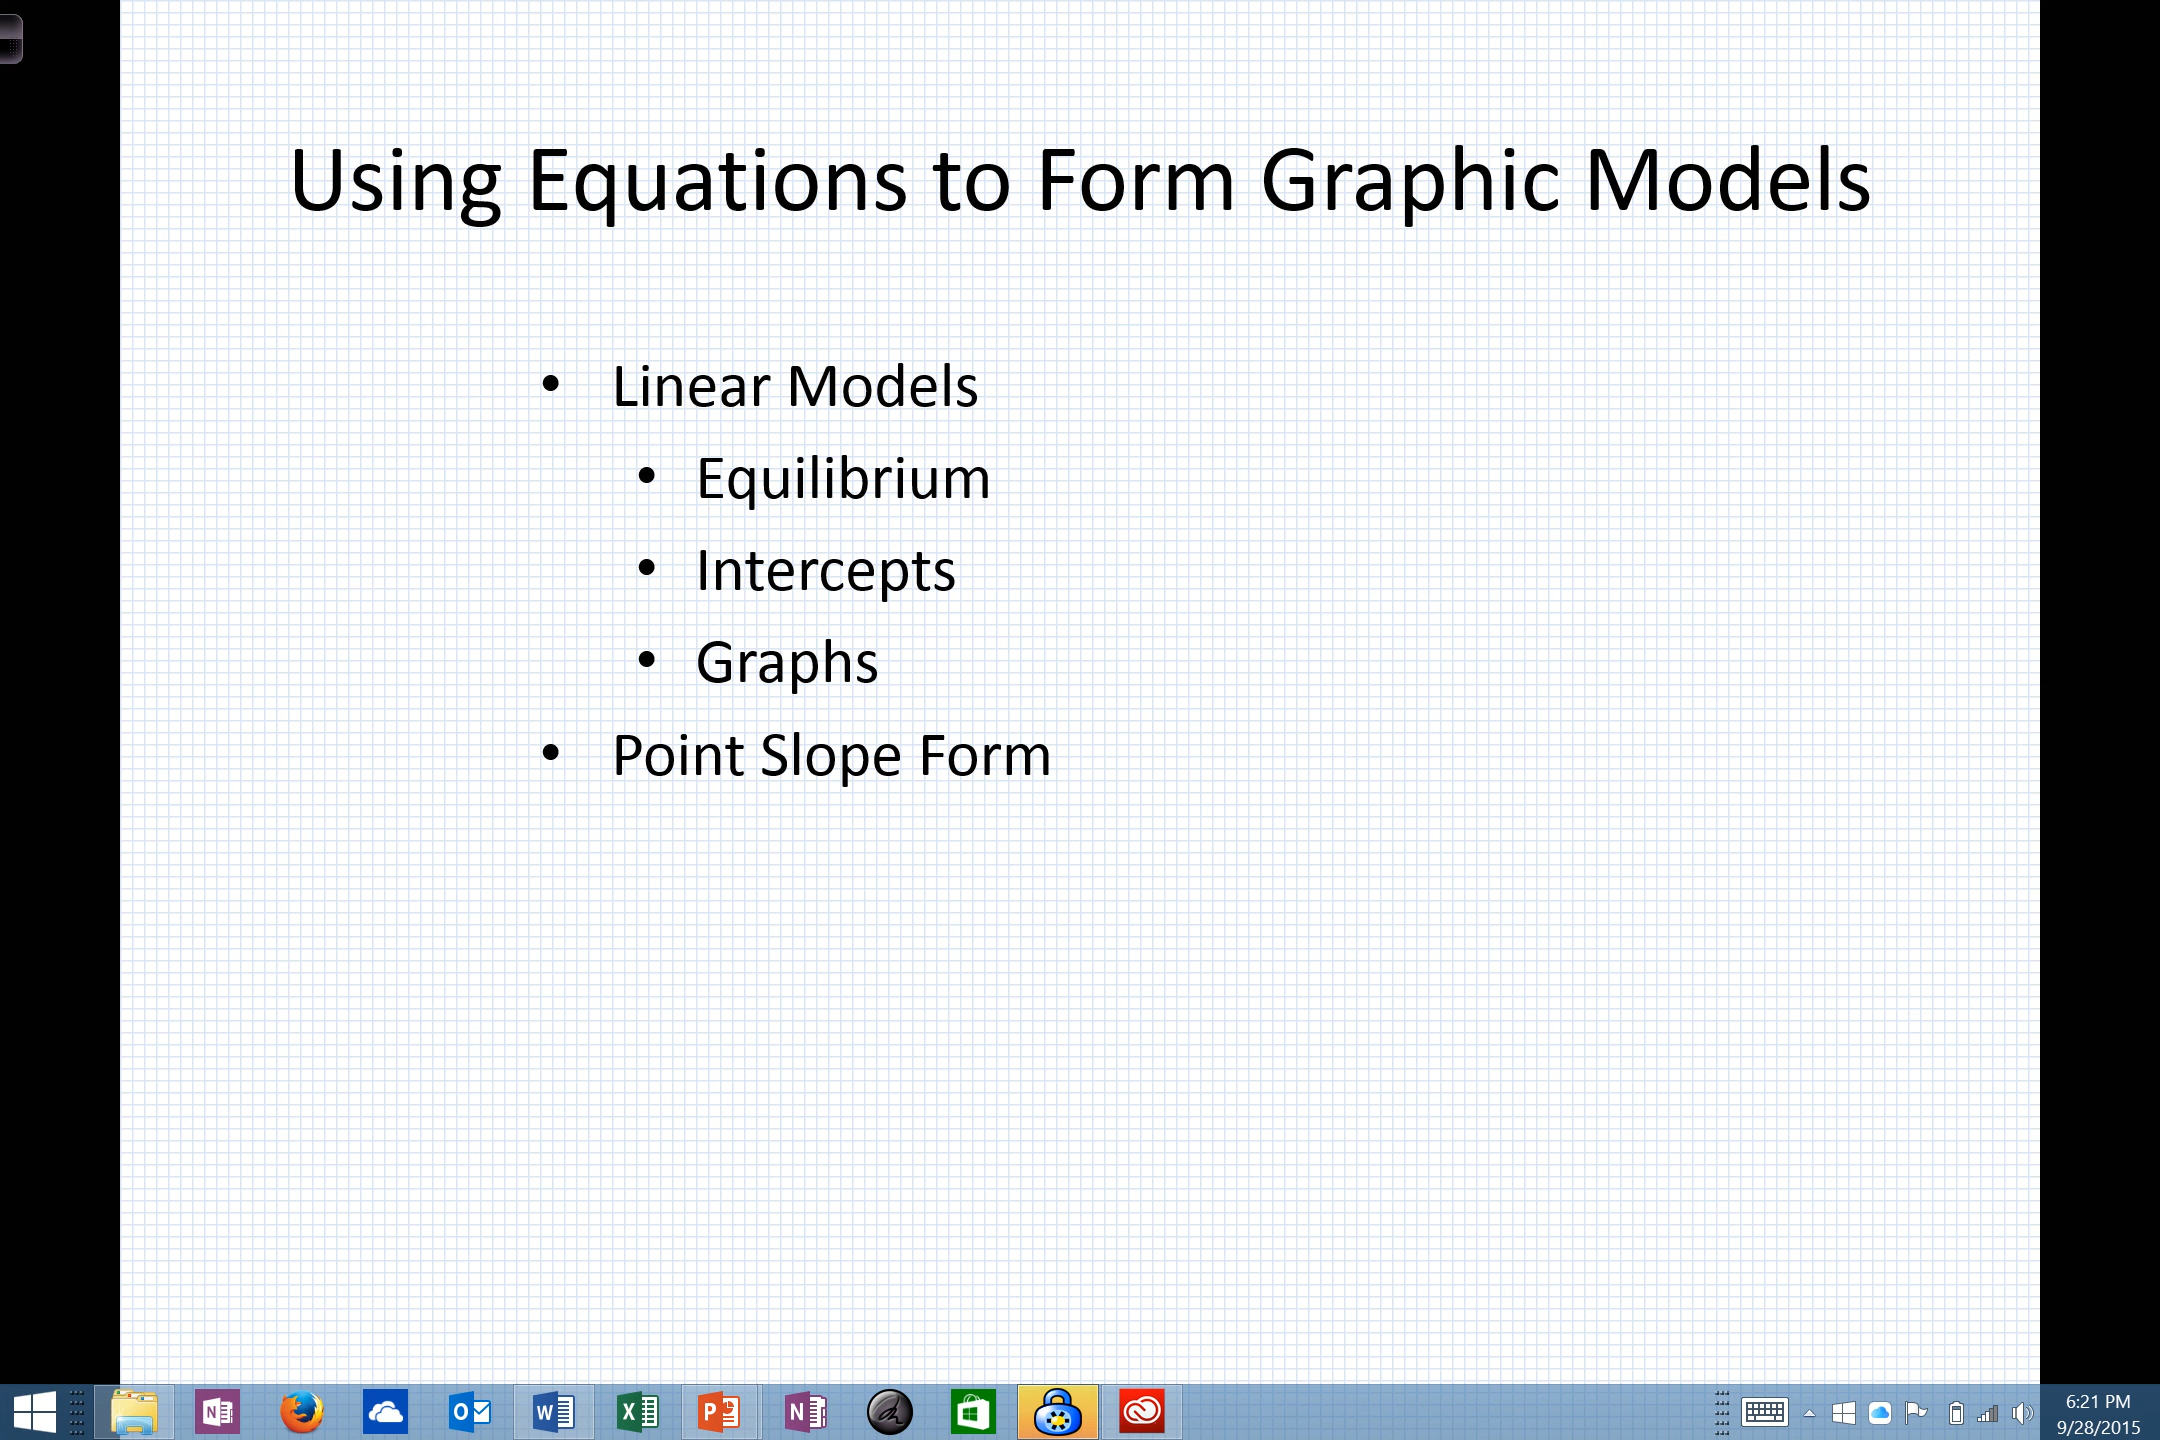 Using Equations to Form Graphic Models
• Linear Models
• Equilibrium
• Intercepts
• Graphs
• Point Slope Form
6:21 PM
9/28/2015